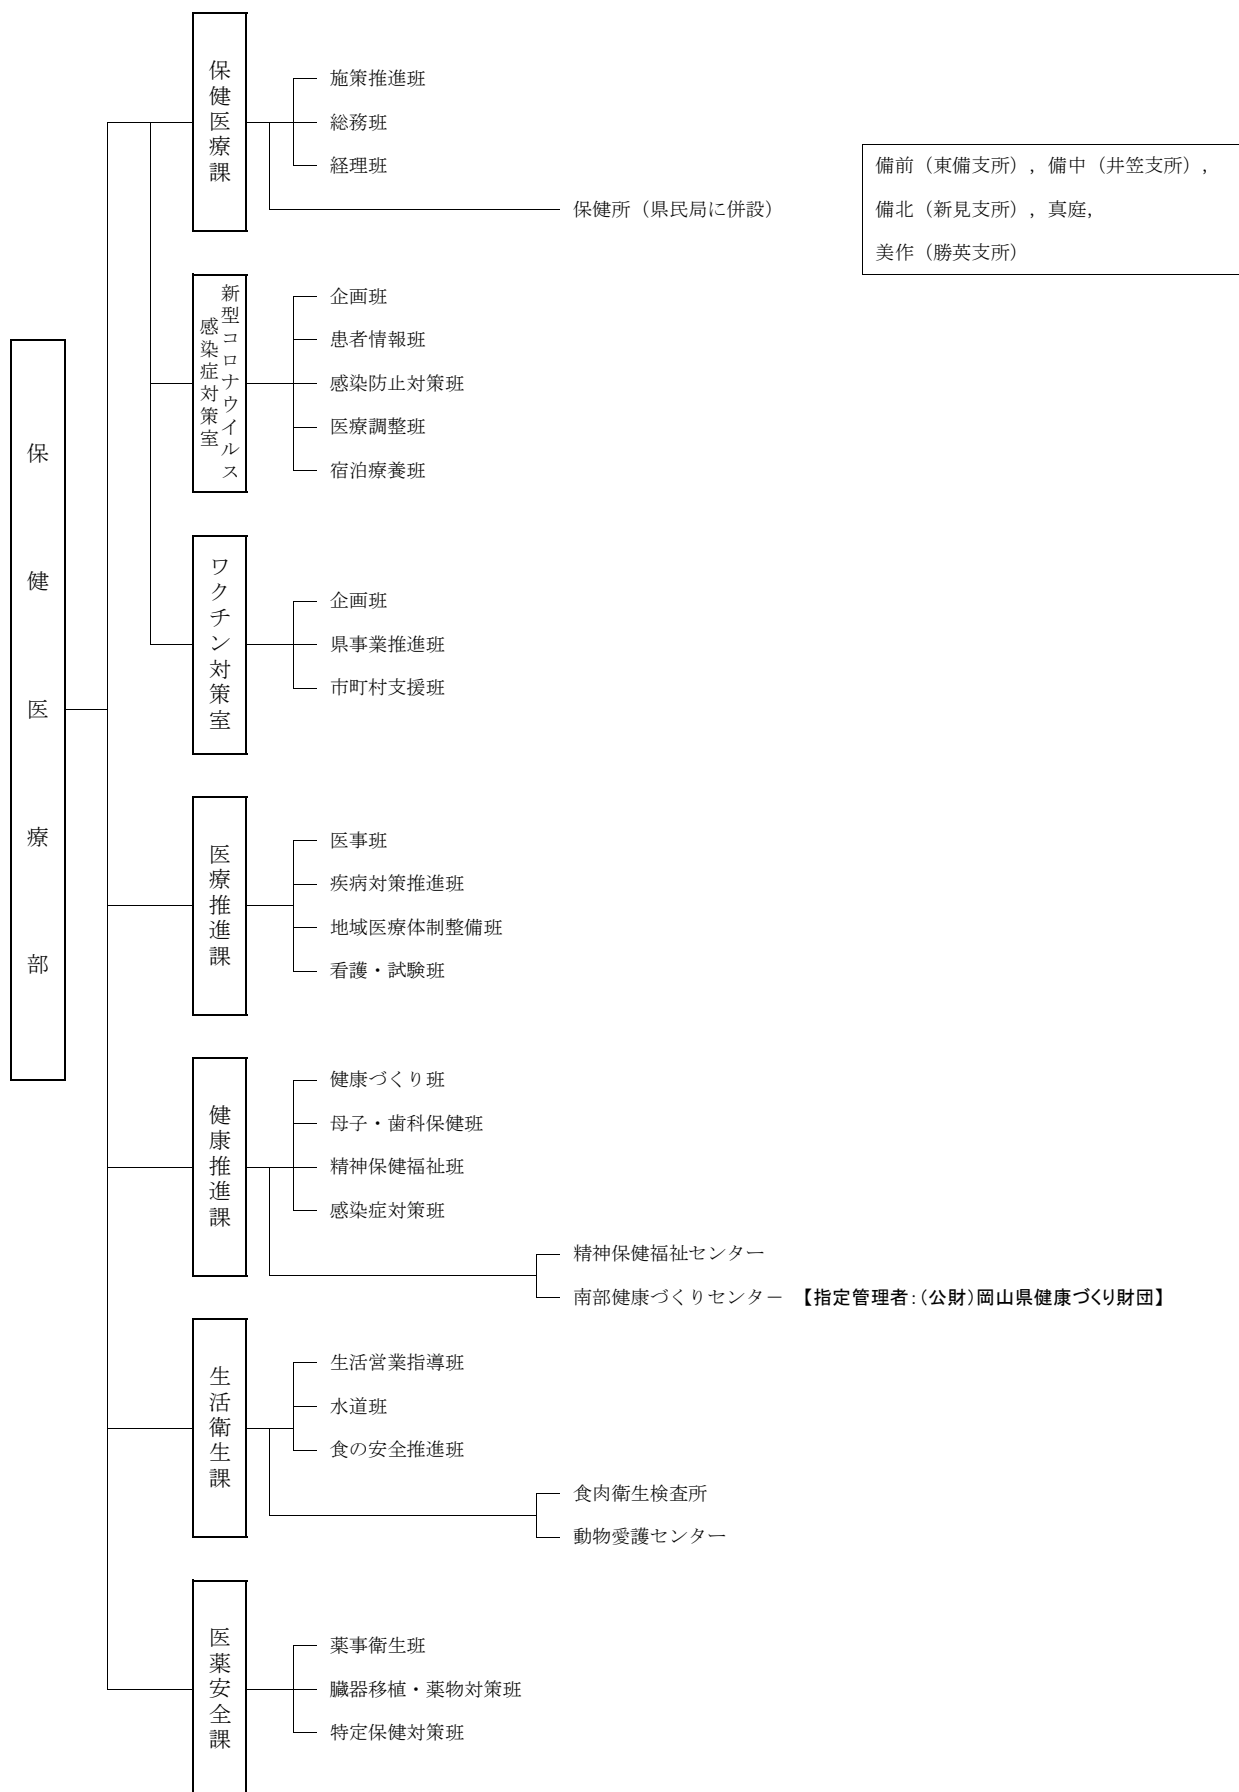 保健医療部
保健医療課
施策推進班
総務班
経理班
保健所（県民局に併設）
備前（東備支所），備中（井笠支所），
備北（新見支所），真庭，
美作（勝英支所）
新型コロナウイルス
感染症対策室
企画班
患者情報班
感染防止対策班
医療調整班
宿泊療養班
ワクチン対策室
企画班
県事業推進班
市町村支援班
医療推進課
医事班
疾病対策推進班
地域医療体制整備班
看護・試験班
健康推進課
健康づくり班
母子・歯科保健班
精神保健福祉班
感染症対策班
精神保健福祉センター
南部健康づくりセンター 【指定管理者：（公財）岡山県健康づくり財団】
生活衛生課
生活営業指導班
水道班
食の安全推進班
食肉衛生検査所
動物愛護センター
医薬安全課
薬事衛生班
臓器移植・薬物対策班
特定保健対策班